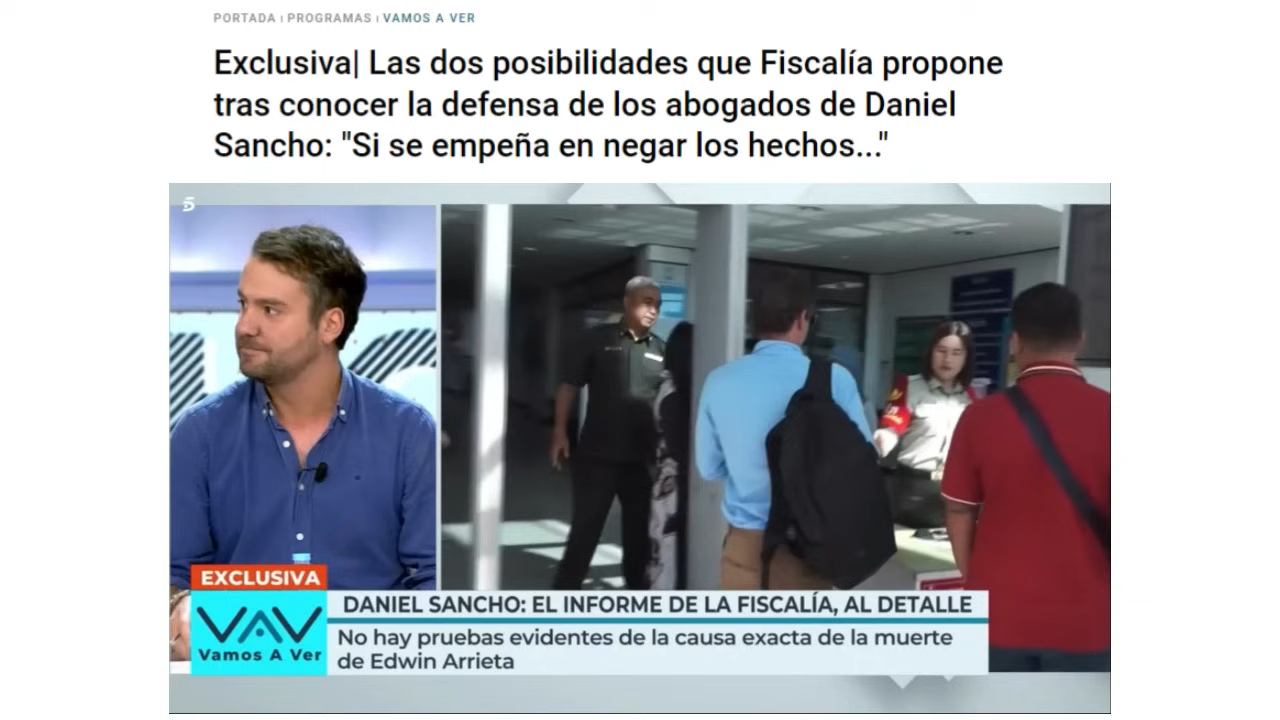 PORTADA | PROGRAMAS | VAMOS A VER
Exclusiva| Las dos posibilidades que Fiscalía propone
tras conocer la defensa de los abogados de Daniel
Sancho: "Si se empeña en negar los hechos..."
5
EXCLUSIVA
VAV
Vamos A Ver
DANIEL SANCHO: EL INFORME DE LA FISCALÍA, AL DETALLE
No hay pruebas evidentes de la causa exacta de la muerte
de Edwin Arrieta